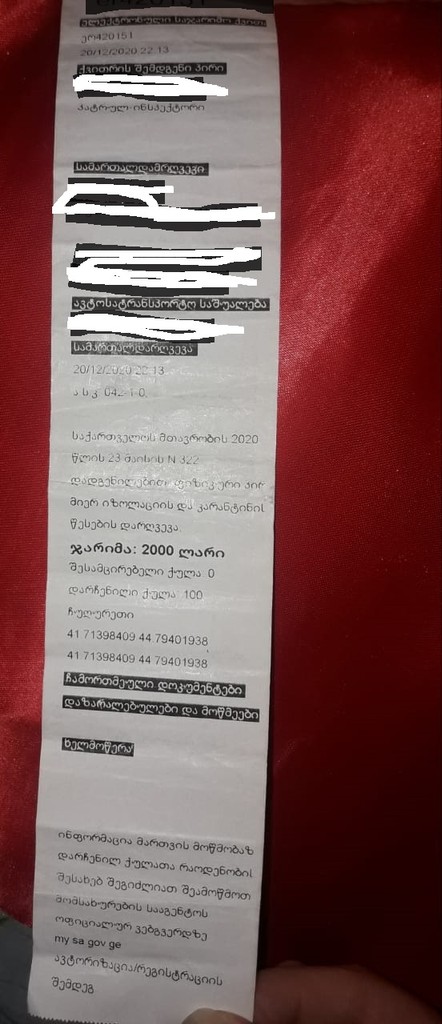 ელექტრონული საჯარიმო ქვით
ერ420151
20/12/2020 22:13
ქვითრის შემდგენი პირი
პატრულ-ინსპექტორი
სამართალდამრღვევი
ავტოსატრანსპორტო საშუალება
სამართალდარღვევა
20/12/2020 22:13
ა.ს.კ. 042-1-0.
საქართველოს მთავრობის 2020
წლის 23 მაისის N 322
დადგენილებით ფიზიკური პირ
მიერ იზოლაციის და კარანტინის
წესების დარღვევა.
ჯარიმა: 2000 ლარი
შესამცირებელი ქულა: 0
დარჩენილი ქულა: 100
ჩუღურეთი
41.71398409 44.79401938
41.71398409 44.79401938
ჩამორთმეული დოკუმენტები
დაზარალებულები და მოწმეები
ხელმოწერა
ინფორმაცია მართვის მოწმობაზ
დარჩენილ ქულათა რაოდენობის
შესახებ შეგიძლიათ შეამოწმოთ
მომსახურების სააგენტოს
ოფიციალურ ვებგვერდზე
my.sa.gov.ge
ავტორიზაცია/რეგისტრაციის
შემდეგ